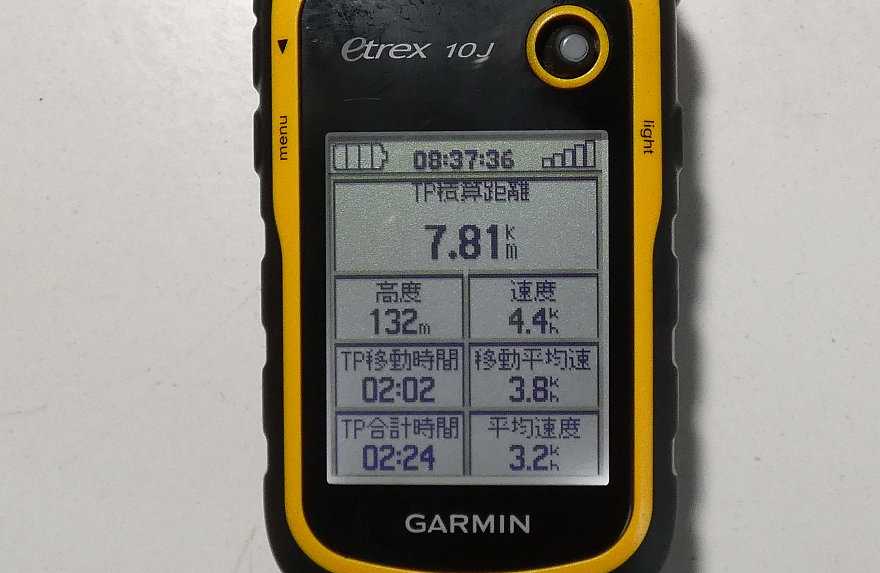 etrex 10J
menu
light
08:37:36
TP積算距離
7.81km
高度 速度
132m 4.4kh
TP移動時間 移動平均速
02:02 3.8kh
TP合計時間 平均速度
02:24 3.2kh
GARMIN